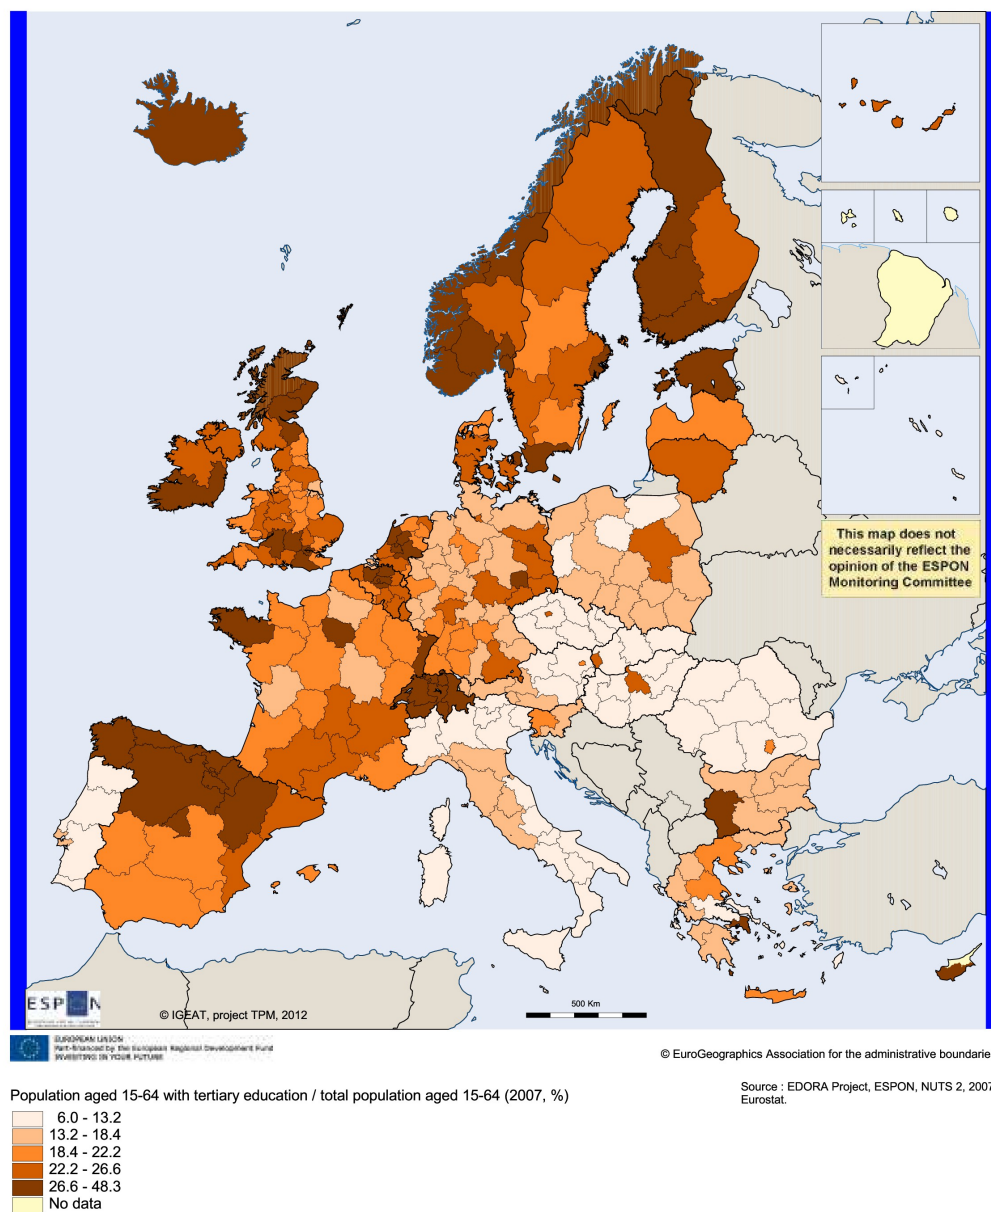 This map does not
necessarily reflect the
opinion of the ESPON
Monitoring Committee
500 Km
ESPON
© IGEAT, project TPM, 2012
EUROPEAN UNION
Part-financed by the European Regional Development Fund
INVESTING IN YOUR FUTURE
© EuroGeographics Association for the administrative boundarie
Source : EDORA Project, ESPON, NUTS 2, 2007
Eurostat.
Population aged 15-64 with tertiary education / total population aged 15-64 (2007, %)
6.0 - 13.2
13.2 - 18.4
18.4 - 22.2
22.2 - 26.6
26.6 - 48.3
No data